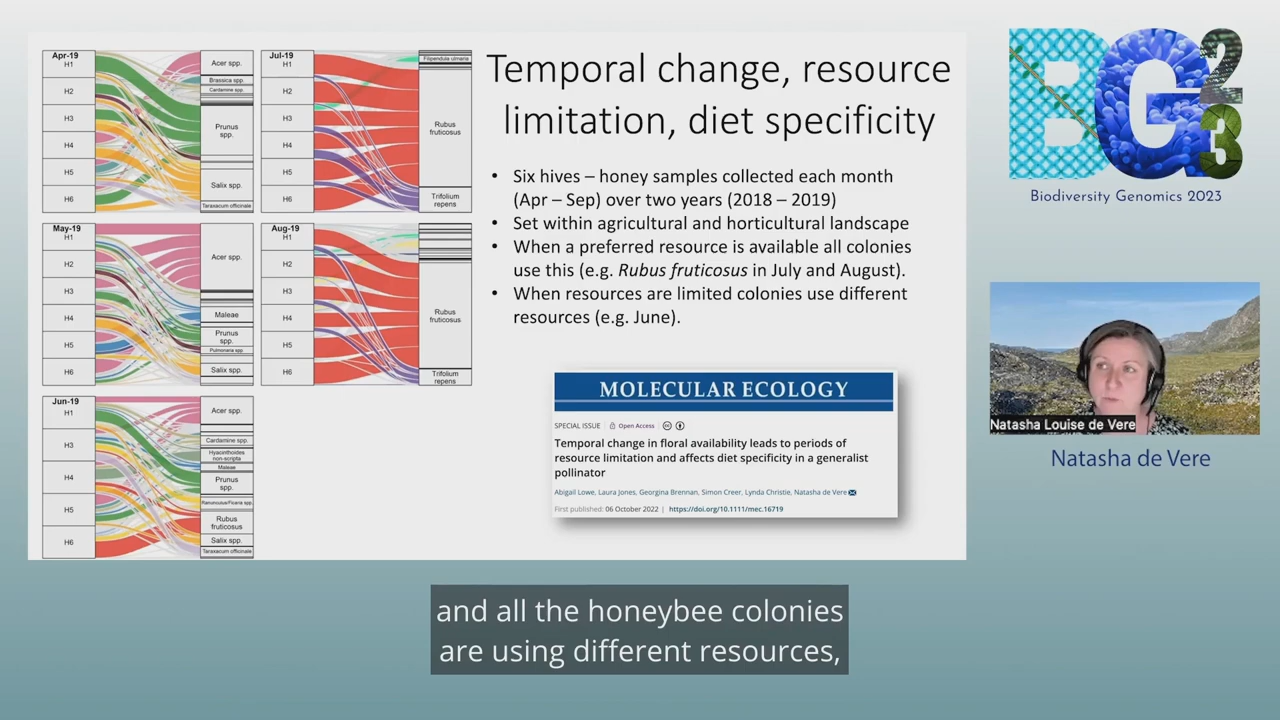 Apr-19
H1
H2
H3
H4
H5
H6
Acer spp.
Brassica spp.
Cardamine spp.
Prunus
spp.
Salix spp.
Taraxacum officinale
Jul-19
H1
H2
H3
H4
H5
H6
Filipendula ulmaria
Rubus
fruticosus
Trifolium
repens
May-19
H1
H2
H3
H4
H5
H6
Acer spp.
Maleae
Prunus
spp.
Pulmonaria spp.
Salix spp.
Aug-19
H1
H2
H3
H4
H5
H6
Rubus
fruticosus
Trifolium
repens
Jun-19
H1
H3
H4
H5
H6
Acer spp.
Cardamine spp.
Hyacinthoides
non-scripta
Maleae
Prunus
spp.
Ranunculus/Ficaria spp.
Rubus
fruticosus
Salix spp.
Taraxacum officinale
Temporal change, resource
limitation, diet specificity
• Six hives – honey samples collected each month
(Apr – Sep) over two years (2018 – 2019)
• Set within agricultural and horticultural landscape
• When a preferred resource is available all colonies
use this (e.g. Rubus fruticosus in July and August).
• When resources are limited colonies use different
resources (e.g. June).
MOLECULAR ECOLOGY
SPECIAL ISSUE | Open Access | cc
Temporal change in floral availability leads to periods of
resource limitation and affects diet specificity in a generalist
pollinator
Abigail Lowe, Laura Jones, Georgina Brennan, Simon Creer, Lynda Christie, Natasha de Vere
First published: 06 October 2022 | https://doi.org/10.1111/mec.16719
BG23
Biodiversity Genomics 2023
Natasha Louise de Vere
Natasha de Vere
and all the honeybee colonies
are using different resources,